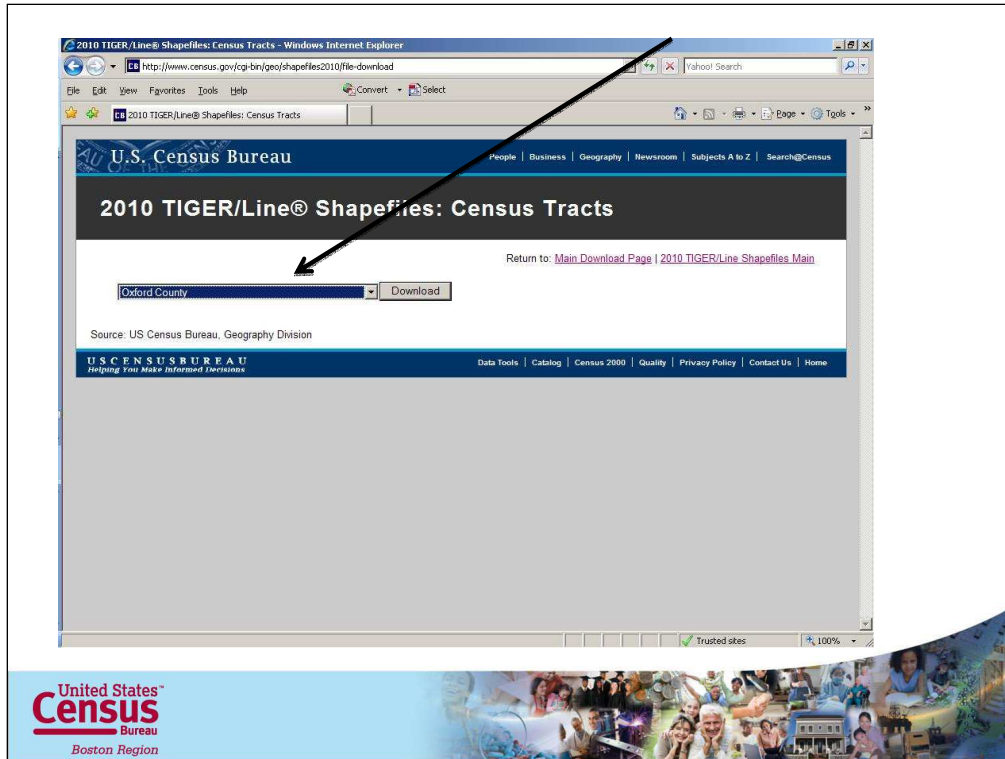 2010 TIGER/Line® Shapefiles: Census Tracts - Windows Internet Explorer
CB http://www.census.gov/cgi-bin/geo/shapefiles2010/file-download
Yahoo! Search
File Edit View Favorites Tools Help
Convert
Select
CB 2010 TIGER/Line® Shapefiles: Census Tracts
Page
Tools
U.S. Census Bureau
People | Business | Geography | Newsroom | Subjects A to Z | Search@Census
2010 TIGER/Line® Shapefiles: Census Tracts
Return to: Main Download Page | 2010 TIGER/Line Shapefiles Main
Oxford County
Download
Source: US Census Bureau, Geography Division
USCENSUSBUREAU
Helping You Make Informed Decisions
Data Tools | Catalog | Census 2000 | Quality | Privacy Policy | Contact Us | Home
Trusted sites
100%
United States™
Census
Bureau
Boston Region